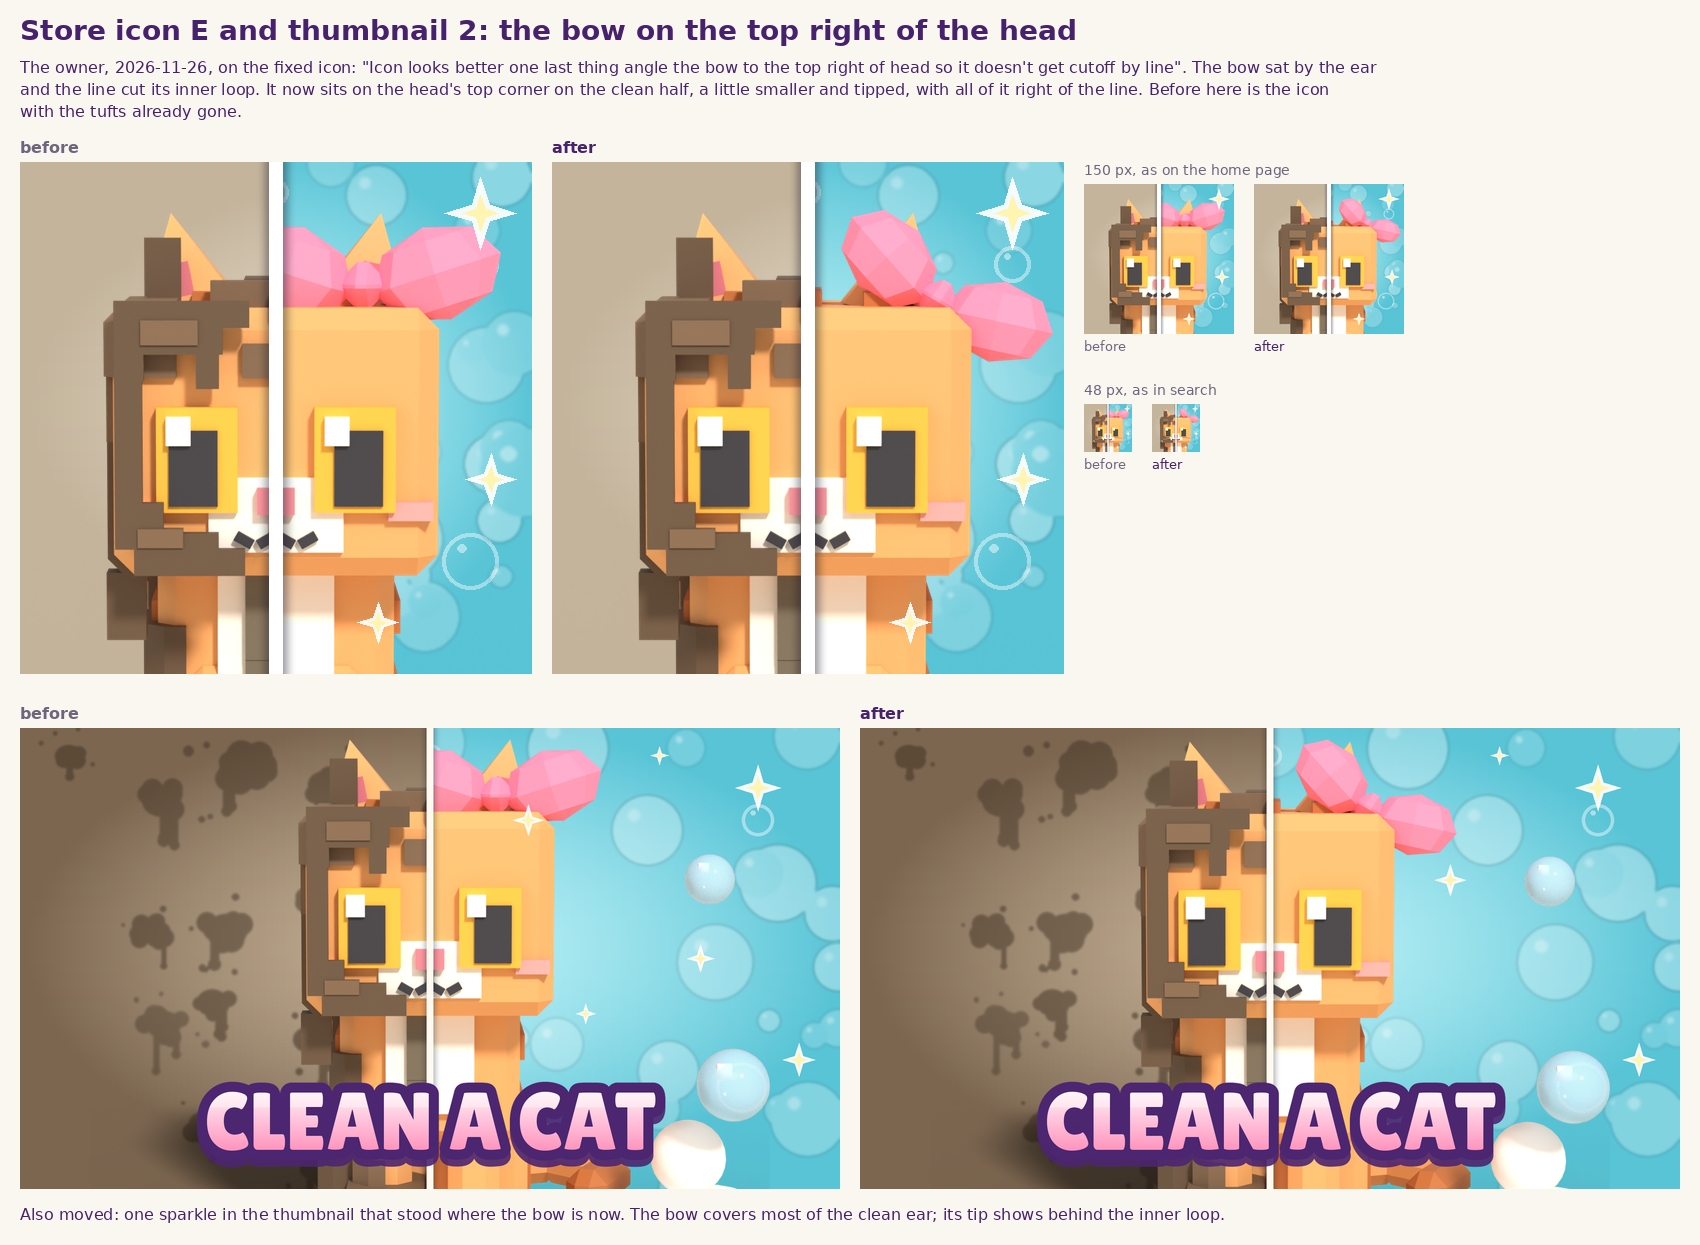 Store icon E and thumbnail 2: the bow on the top right of the head
The owner, 2026-11-26, on the fixed icon: "Icon looks better one last thing angle the bow to the top right of head so it doesn't get cutoff by line". The bow sat by the ear
and the line cut its inner loop. It now sits on the head's top corner on the clean half, a little smaller and tipped, with all of it right of the line. Before here is the icon
with the tufts already gone.
before
after
150 px, as on the home page
before
after
48 px, as in search
before
after
before
after
CLEAN A CAT
CLEAN A CAT
Also moved: one sparkle in the thumbnail that stood where the bow is now. The bow covers most of the clean ear; its tip shows behind the inner loop.